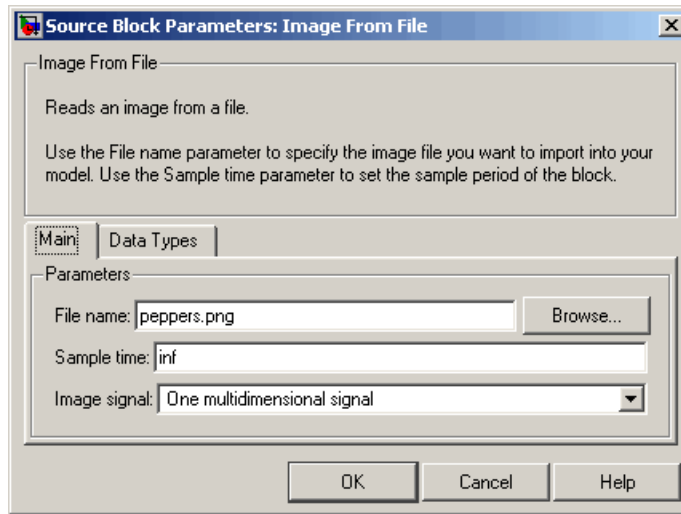 Source Block Parameters: Image From File
Image From File
Reads an image from a file.
Use the File name parameter to specify the image file you want to import into your
model. Use the Sample time parameter to set the sample period of the block.
Main Data Types
Parameters
File name: peppers.png Browse...
Sample time: inf
Image signal: One multidimensional signal
OK Cancel Help